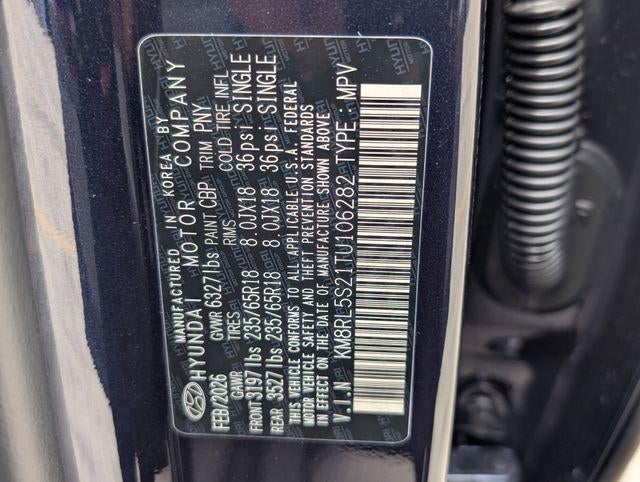 MANUFACTURED IN KOREA BY
HYUNDAI MOTOR COMPANY
FEB/2026 GVWR 6327lbs PAINT CBP TRIM PNY
GAWR TIRES RIMS COLD TIRE INFL
FRONT 3197lbs 235/65R18 8.0JX18 36psi SINGLE
REAR 3527lbs 235/65R18 8.0JX18 36psi SINGLE
THIS VEHICLE CONFORMS TO ALL APPLICABLE U.S.A. FEDERAL
MOTOR VEHICLE SAFETY AND THEFT PREVENTION STANDARDS
IN EFFECT ON THE DATE OF MANUFACTURE SHOWN ABOVE
V.I.N : KM8RL5S21TU106282 TYPE : MPV